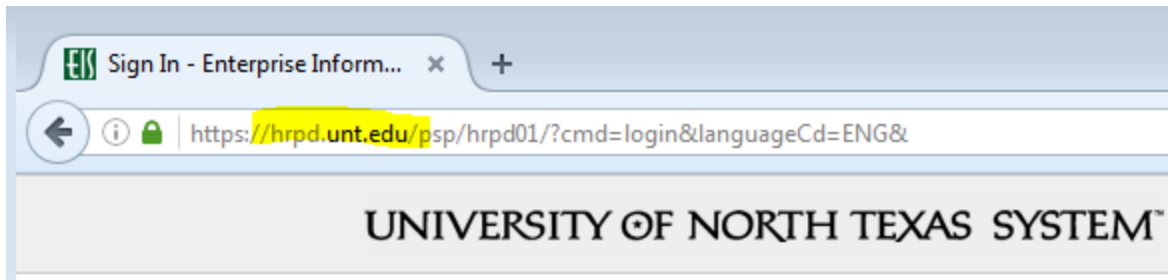 EIS Sign In - Enterprise Inform... × +
https://hrpd.unt.edu/psp/hrpd01/?cmd=login&languageCd=ENG&
UNIVERSITY OF NORTH TEXAS SYSTEM™